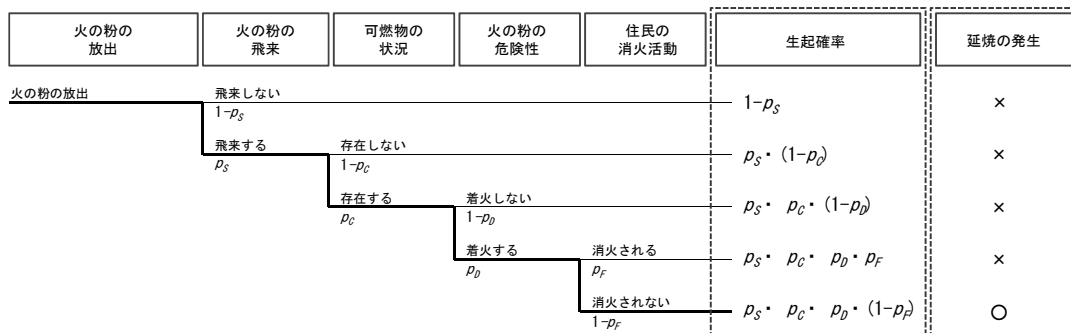 火の粉の
放出
火の粉の
飛来
可燃物の
状況
火の粉の
危険性
住民の
消火活動
生起確率
延焼の発生
火の粉の放出
飛来しない
1-pS
1-pS
×
飛来する
pS
存在しない
1-pC
pS・ (1-pC)
×
存在する
pC
着火しない
1-pD
pS・ pC・ (1-pD)
×
着火する
pD
消火される
pF
pS・ pC・ pD・pF
×
消火されない
1-pF
pS・ pC・ pD・(1-pF)
○